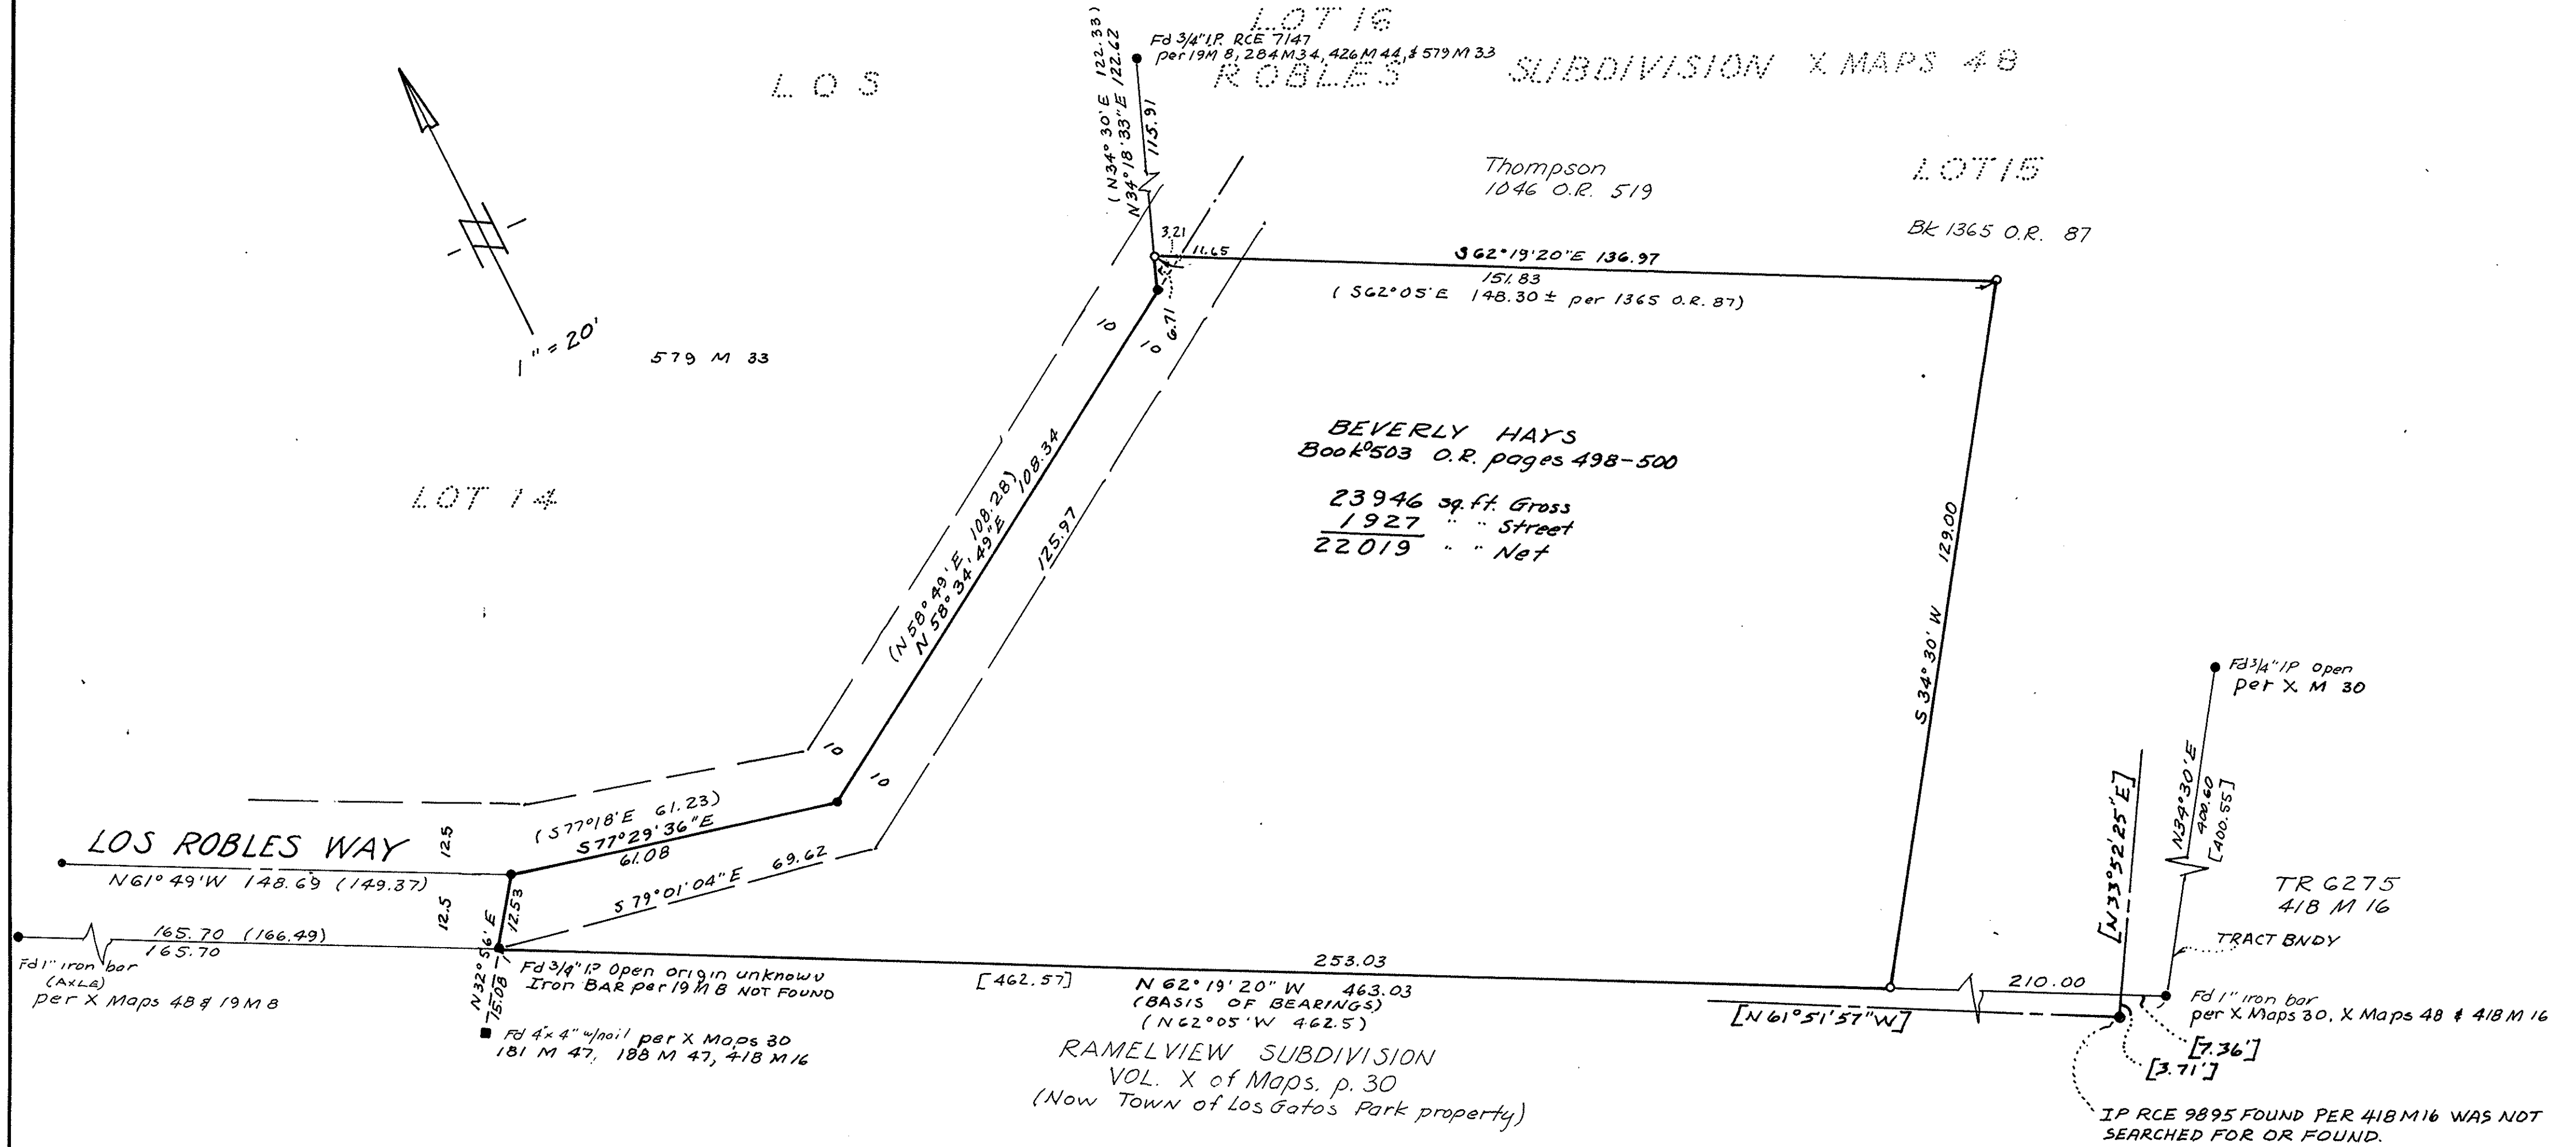 LOT 16
(N34° 30' E 122.33)
N34° 18' 33" E 122.62
Fd 3/4" I.P. RCE 7147
per 19M 8, 284 M 34, 426 M 44, & 579 M 33
LOS
ROBLES
SUBDIVISION X MAPS 48
115.91
Thompson
1046 O.R. 519
LOT 15
Bk 1365 O.R. 87
3.21
11.65
S62°19'20"E 136.97
151.83
(S62°05'E 148.30 ± per 1365 O.R. 87)
6.71
10
10
1" = 20'
579 M 33
BEVERLY HAYS
Book 0503 O.R. pages 498-500
23946 sq.ft. Gross
1927 " " Street
22019 " " Net
LOT 14
(N 58° 49' E 108.28)
N 58° 34' 49" E 108.34
125.97
129.00
S 34° 30' W
Fd 3/4" IP Open
per X M 30
10
10
(S77°18'E 61.23)
S77°29'36"E
61.08
S 79°01'04"E 69.62
LOS ROBLES WAY
12.5
N61°49'W 148.69 (149.37)
12.5
12.53
N32°56'E
15.08
165.70 (166.49)
165.70
Fd 1" iron bar
(AXLE)
per X Maps 48 & 19 M 8
Fd 3/4" I.P. Open origin unknown
Iron BAR per 19 M 8 NOT FOUND
Fd 4"x 4" w/nail per X Maps 30
181 M 47, 188 M 47, 418 M 16
253.03
[462.57]
N 62° 19' 20" W 463.03
(BASIS OF BEARINGS)
(N62°05'W 462.5)
RAMELVIEW SUBDIVISION
VOL. X of Maps. p. 30
(Now Town of Los Gatos Park property)
[N 61° 51' 57" W]
[N33°52'25"E]
N34°30'E
400.60
[400.55]
TR 6275
418 M 16
TRACT BNDY
210.00
Fd 1" iron bar
per X Maps 30, X Maps 48 & 418 M 16
[7.36']
[3.71']
IP RCE 9895 FOUND PER 418 M 16 WAS NOT
SEARCHED FOR OR FOUND.